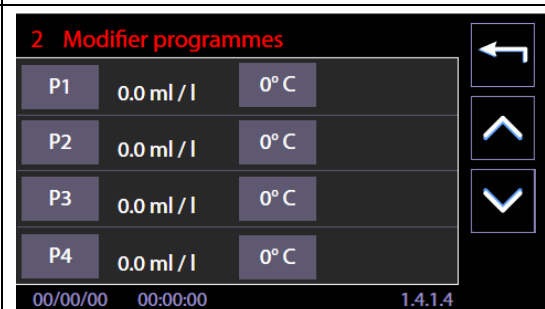 2 Modifier programmes
P1 0.0 ml / l 0° C
P2 0.0 ml / l 0° C
P3 0.0 ml / l 0° C
P4 0.0 ml / l 0° C
00/00/00 00:00:00 1.4.1.4